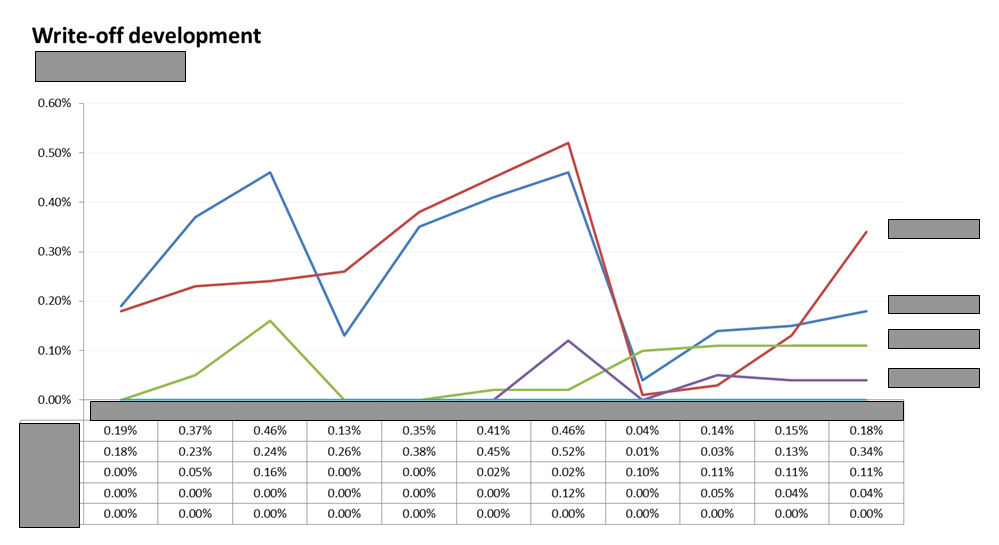 Write-off development
0.60%
0.50%
0.40%
0.30%
0.20%
0.10%
0.00%
0.19% 0.37% 0.46% 0.13% 0.35% 0.41% 0.46% 0.04% 0.14% 0.15% 0.18%
0.18% 0.23% 0.24% 0.26% 0.38% 0.45% 0.52% 0.01% 0.03% 0.13% 0.34%
0.00% 0.05% 0.16% 0.00% 0.00% 0.02% 0.02% 0.10% 0.11% 0.11% 0.11%
0.00% 0.00% 0.00% 0.00% 0.00% 0.00% 0.12% 0.00% 0.05% 0.04% 0.04%
0.00% 0.00% 0.00% 0.00% 0.00% 0.00% 0.00% 0.00% 0.00% 0.00% 0.00%